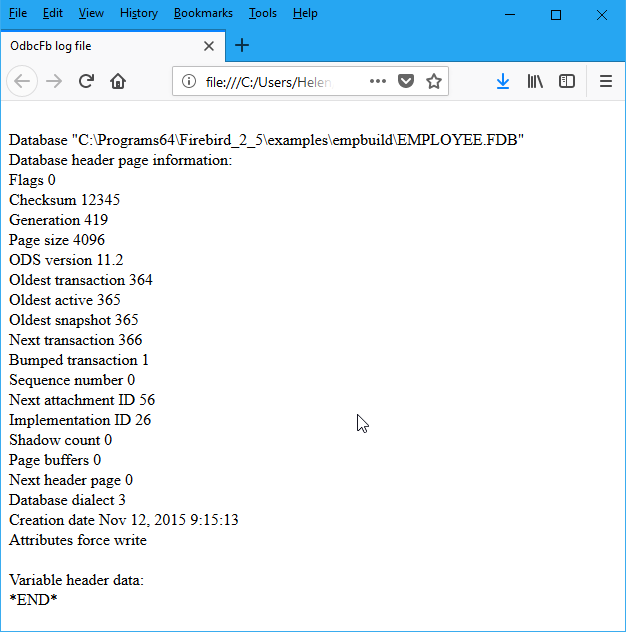 File Edit View History Bookmarks Tools Help
OdbcFb log file
file:///C:/Users/Helen
Database "C:\Programs64\Firebird_2_5\examples\empbuild\EMPLOYEE.FDB"
Database header page information:
Flags 0
Checksum 12345
Generation 419
Page size 4096
ODS version 11.2
Oldest transaction 364
Oldest active 365
Oldest snapshot 365
Next transaction 366
Bumped transaction 1
Sequence number 0
Next attachment ID 56
Implementation ID 26
Shadow count 0
Page buffers 0
Next header page 0
Database dialect 3
Creation date Nov 12, 2015 9:15:13
Attributes force write
Variable header data:
*END*